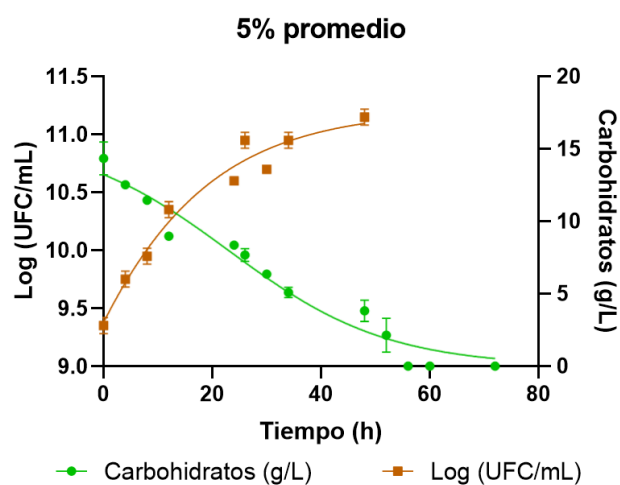 5% promedio
11.5
11.0
10.5
10.0
9.5
9.0
Log (UFC/mL)
20
15
10
5
0
Carbohidratos (g/L)
0 20 40 60 80
Tiempo (h)
Carbohidratos (g/L) Log (UFC/mL)